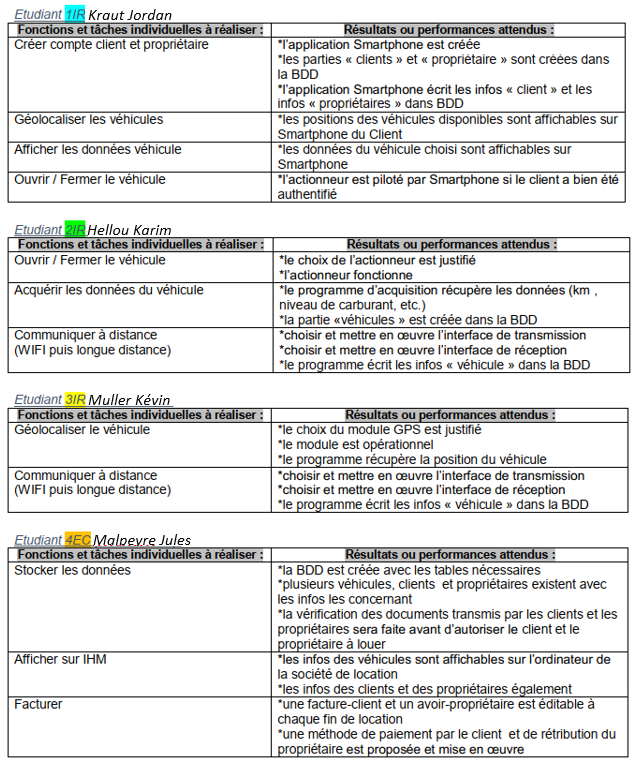 Etudiant 1IR Kraut Jordan
Fonctions et tâches individuelles à réaliser : Résultats ou performances attendus :
Créer compte client et propriétaire *l'application Smartphone est créée
*les parties « clients » et « propriétaire » sont créées dans
la BDD
*l'application Smartphone écrit les infos « client » et les
infos « propriétaires » dans BDD
Géolocaliser les véhicules *les positions des véhicules disponibles sont affichables sur
Smartphone du Client
Afficher les données véhicule *les données du véhicule choisi sont affichables sur
Smartphone
Ouvrir / Fermer le véhicule *l'actionneur est piloté par Smartphone si le client a bien été
authentifié
Etudiant 2IR Hellou Karim
Fonctions et tâches individuelles à réaliser : Résultats ou performances attendus :
Ouvrir / Fermer le véhicule *le choix de l'actionneur est justifié
*l'actionneur fonctionne
Acquérir les données du véhicule *le programme d'acquisition récupère les données (km ,
niveau de carburant, etc.)
*la partie «véhicules » est créée dans la BDD
Communiquer à distance *choisir et mettre en œuvre l'interface de transmission
(WIFI puis longue distance) *choisir et mettre en œuvre l'interface de réception
*le programme écrit les infos « véhicule » dans la BDD
Etudiant 3IR Muller Kévin
Fonctions et tâches individuelles à réaliser : Résultats ou performances attendus :
Géolocaliser le véhicule *le choix du module GPS est justifié
*le module est opérationnel
*le programme récupère la position du véhicule
Communiquer à distance *choisir et mettre en œuvre l'interface de transmission
(WIFI puis longue distance) *choisir et mettre en œuvre l'interface de réception
*le programme écrit les infos « véhicule » dans la BDD
Etudiant 4EC Malpeyre Jules
Fonctions et tâches individuelles à réaliser : Résultats ou performances attendus :
Stocker les données *la BDD est créée avec les tables nécessaires
*plusieurs véhicules, clients et propriétaires existent avec
les infos les concernant
*la vérification des documents transmis par les clients et les
propriétaires sera faite avant d'autoriser le client et le
propriétaire à louer
Afficher sur IHM *les infos des véhicules sont affichables sur l'ordinateur de
la société de location
*les infos des clients et des propriétaires également
Facturer *une facture-client et un avoir-propriétaire est éditable à
chaque fin de location
*une méthode de paiement par le client et de rétribution du
propriétaire est proposée et mise en œuvre